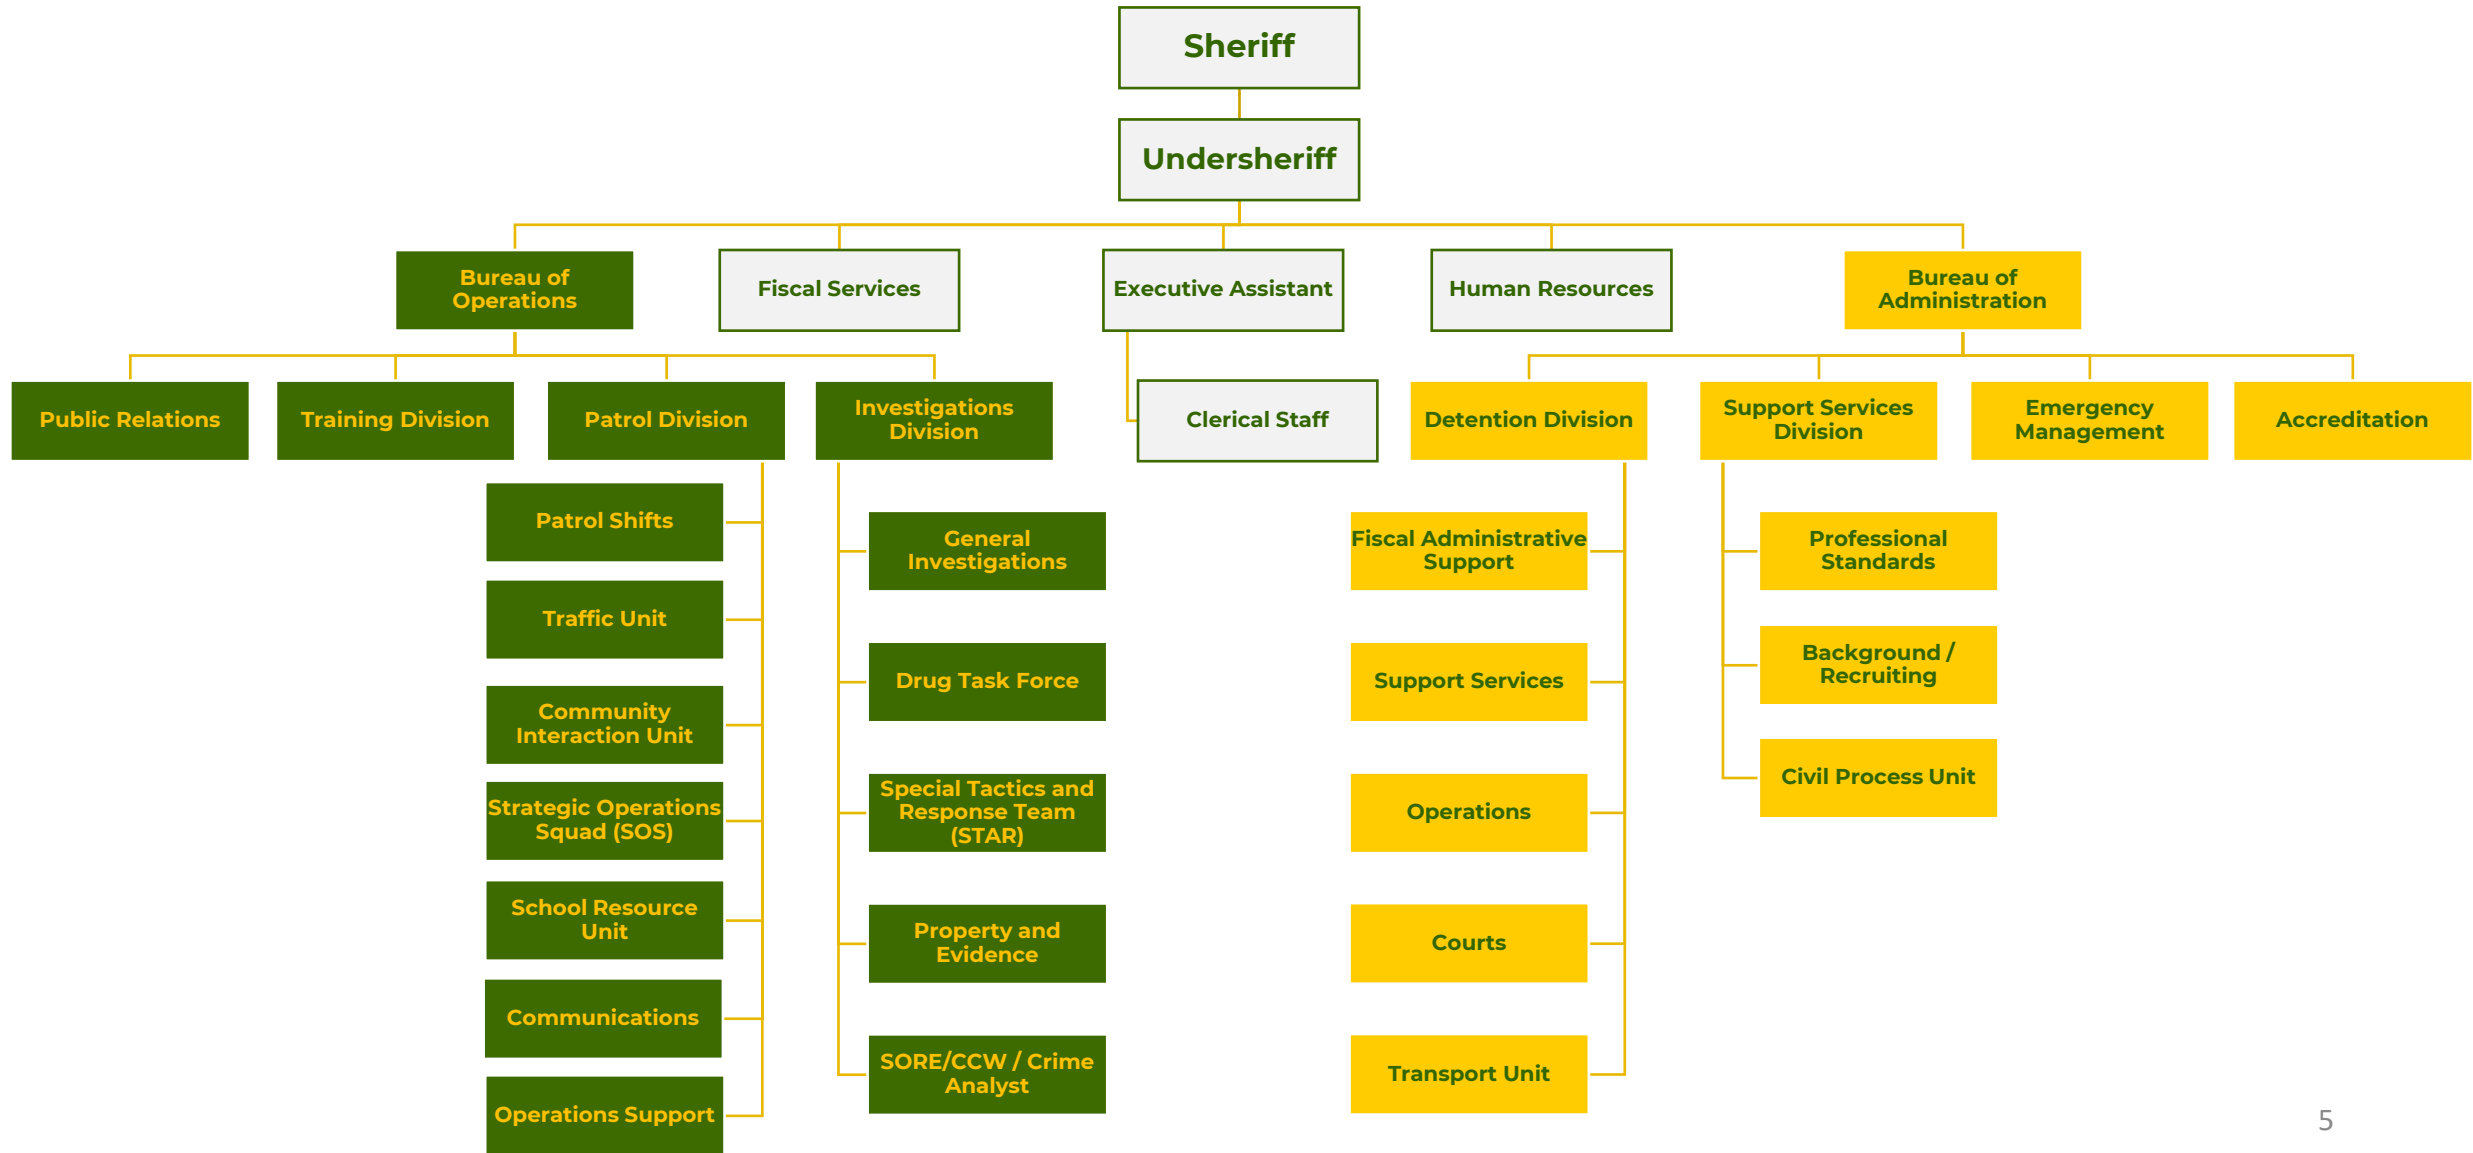 Sheriff
Undersheriff
Bureau of
Operations
Fiscal Services
Executive Assistant
Human Resources
Bureau of
Administration
Public Relations
Training Division
Patrol Division
Investigations
Division
Clerical Staff
Detention Division
Support Services
Division
Emergency
Management
Accreditation
Patrol Shifts
Traffic Unit
Community
Interaction Unit
Strategic Operations
Squad (SOS)
School Resource
Unit
Communications
Operations Support
General
Investigations
Drug Task Force
Special Tactics and
Response Team
(STAR)
Property and
Evidence
SORE/CCW / Crime
Analyst
Fiscal Administrative
Support
Support Services
Operations
Courts
Transport Unit
Professional
Standards
Background /
Recruiting
Civil Process Unit
5